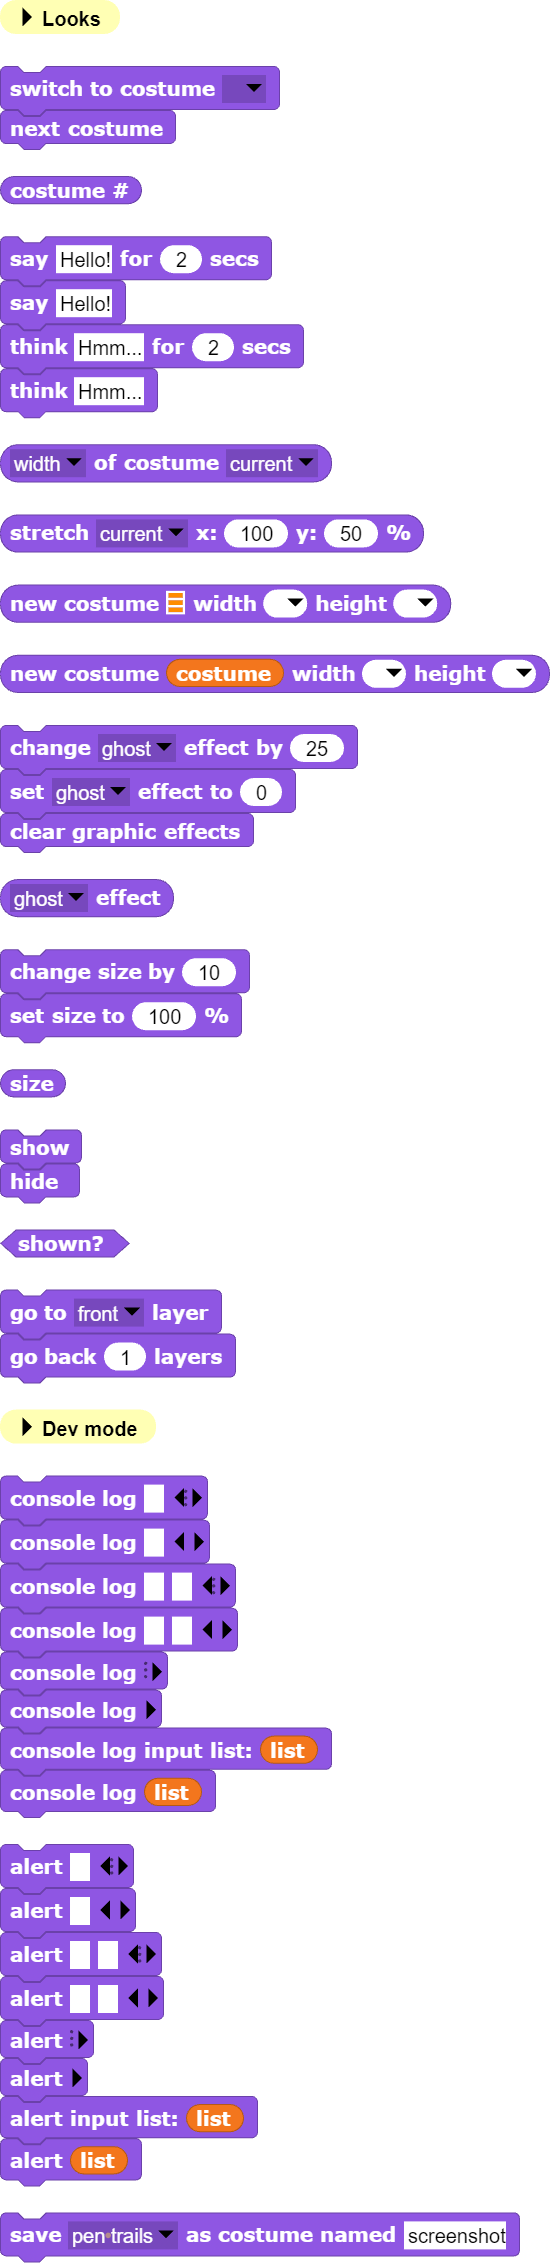 Looks
switch to costume
next costume
costume #
say Hello! for 2 secs
say Hello!
think Hmm... for 2 secs
think Hmm...
width of costume current
stretch current x: 100 y: 50 %
new costume width height
new costume costume width height
change ghost effect by 25
set ghost effect to 0
clear graphic effects
ghost effect
change size by 10
set size to 100 %
size
show
hide
shown?
go to front layer
go back 1 layers
Dev mode
console log
console log
console log
console log
console log
console log
console log input list: list
console log list
alert
alert
alert
alert
alert
alert
alert input list: list
alert list
save pen trails as costume named screenshot